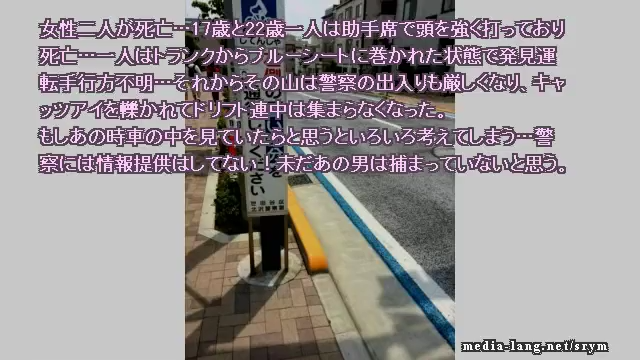 女性二人が死亡…17歳と22歳一人は助手席で頭を強く打っており
死亡…一人はトランクからブルーシートに巻かれた状態で発見運
転手行方不明…それからその山は警察の出入りも厳しくなり、キャ
ッツアイを轢かれてドリフト連中は集まらなくなった。
もしあの時車の中を見ていたらと思うといろいろ考えてしまう…警
察には情報提供はしてない！未だあの男は捕まっていないと思う。
ください
media-lang.net/srym